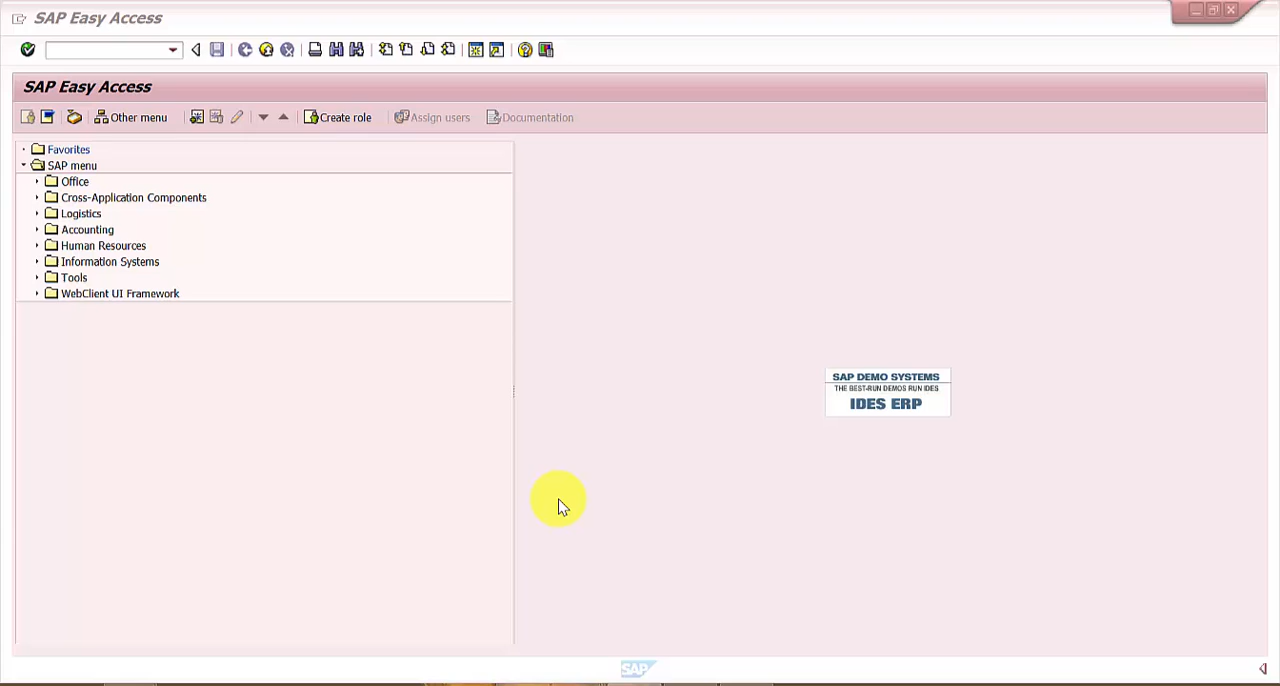 SAP Easy Access
SAP Easy Access
Other menu Create role Assign users Documentation
Favorites
SAP menu
Office
Cross-Application Components
Logistics
Accounting
Human Resources
Information Systems
Tools
WebClient UI Framework
SAP DEMO SYSTEMS
THE BEST-RUN DEMOS RUN IDES
IDES ERP
SAP